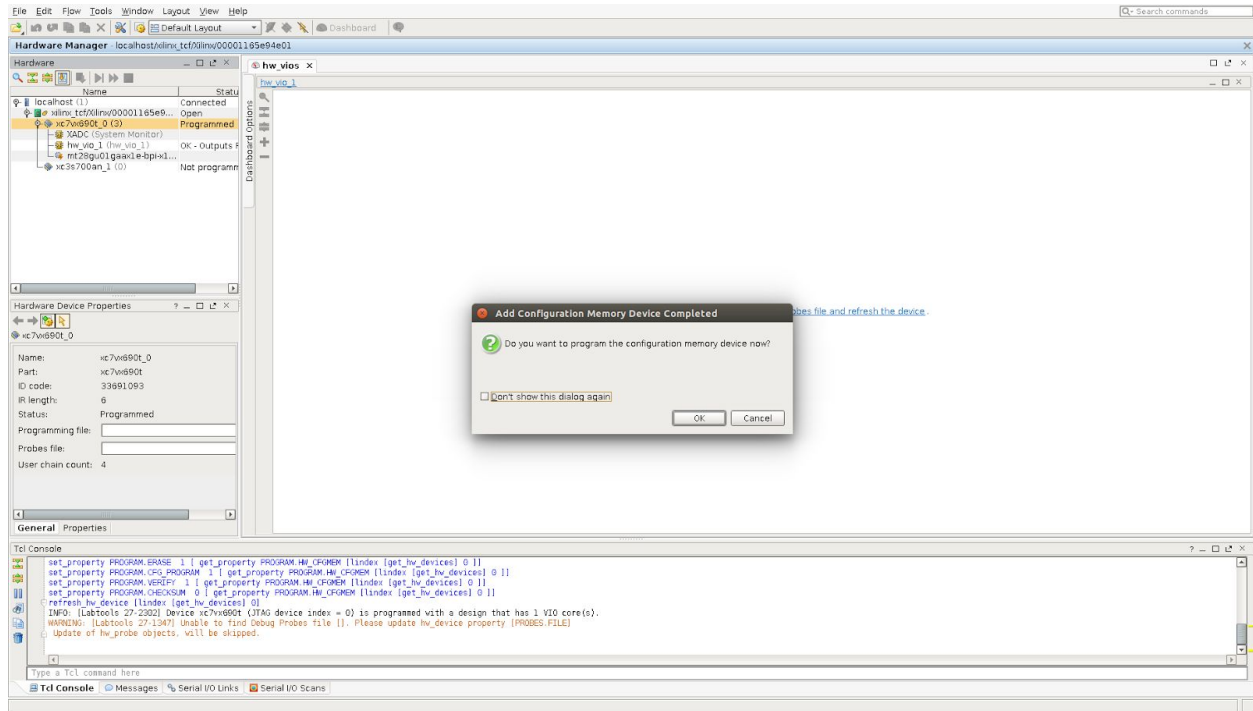 File Edit Flow Tools Window Layout View Help
Search commands
Default Layout
Dashboard
Hardware Manager - localhost/xilinx_tcf/Xilinx/00001165e94e01
Hardware
Name Statu
localhost (1) Connected
xilinx_tcf/Xilinx/00001165e9... Open
xc7vx690t_0 (3) Programmed
XADC (System Monitor)
hw_vio_1 (hw_vio_1) OK - Outputs F
mt28gu01gaax1e-bpi-x1...
xc3s700an_1 (0) Not programm
hw_vios
hw_vio_1
Dashboard Options
obes file and refresh the device.
Add Configuration Memory Device Completed
Do you want to program the configuration memory device now?
Don't show this dialog again
OK Cancel
Hardware Device Properties
xc7vx690t_0
Name: xc7vx690t_0
Part: xc7vx690t
ID code: 33691093
IR length: 6
Status: Programmed
Programming file:
Probes file:
User chain count: 4
General Properties
Tcl Console
set_property PROGRAM.ERASE 1 [ get_property PROGRAM.HW_CFGMEM [lindex [get_hw_devices] 0 ]]
set_property PROGRAM.CFG_PROGRAM 1 [ get_property PROGRAM.HW_CFGMEM [lindex [get_hw_devices] 0 ]]
set_property PROGRAM.VERIFY 1 [ get_property PROGRAM.HW_CFGMEM [lindex [get_hw_devices] 0 ]]
set_property PROGRAM.CHECKSUM 0 [ get_property PROGRAM.HW_CFGMEM [lindex [get_hw_devices] 0 ]]
refresh_hw_device [lindex [get_hw_devices] 0]
INFO: [Labtools 27-2302] Device xc7vx690t (JTAG device index = 0) is programmed with a design that has 1 VIO core(s).
WARNING: [Labtools 27-1347] Unable to find Debug Probes file []. Please update hw_device property [PROBES.FILE]
Update of hw_probe objects, will be skipped.
Type a Tcl command here
Tcl Console Messages Serial I/O Links Serial I/O Scans